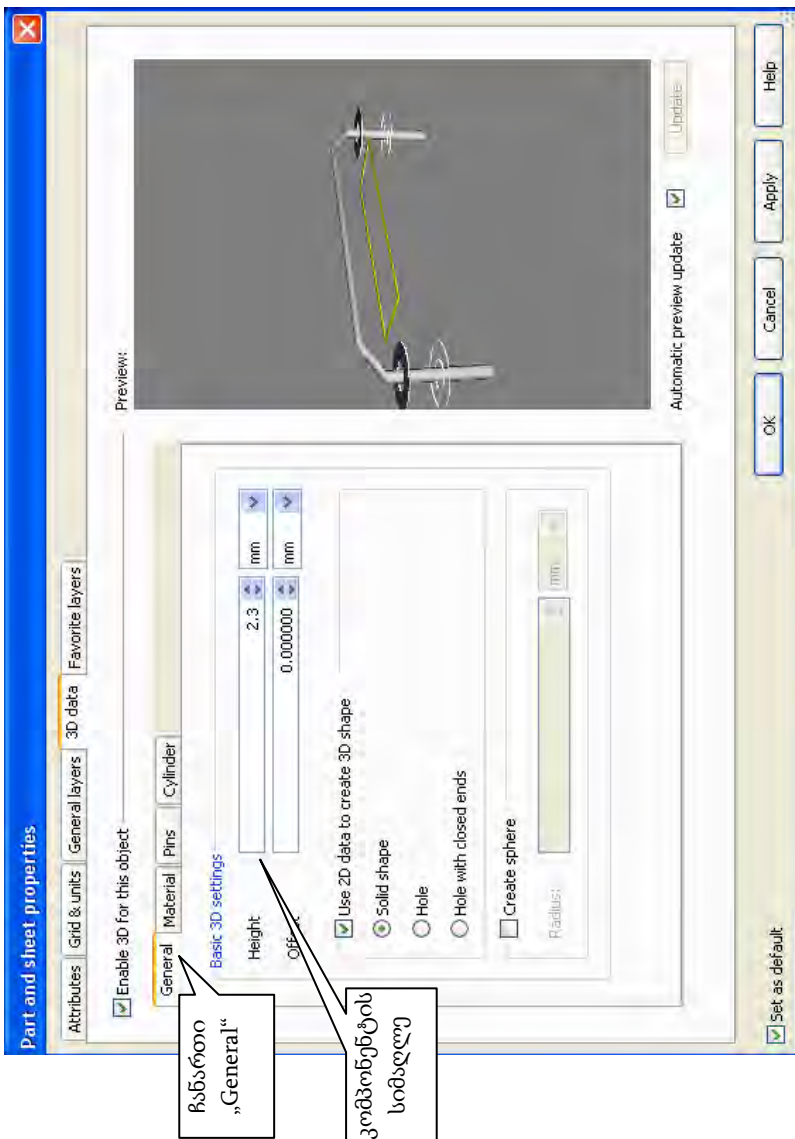 Part and sheet properties
Attributes Grid & units General layers 3D data Favorite layers
Enable 3D for this object
Preview:
General Material Pins Cylinder
Basic 3D settings
Height 2.3 mm
0.000000 mm
Use 2D data to create 3D shape
Solid shape
Hole
Hole with closed ends
Create sphere
Radius: mm
Automatic preview update Update
Set as default OK Cancel Apply Help
ჩანართი
„General“
კომპონენტის
სიმაღლე